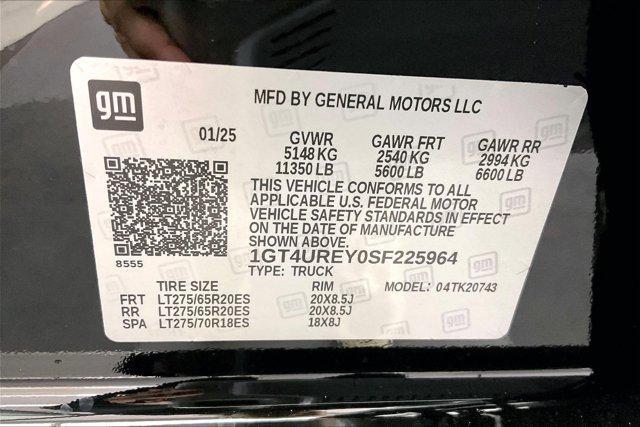 gm
MFD BY GENERAL MOTORS LLC
01/25 GVWR GAWR FRT GAWR RR
5148 KG 2540 KG 2994 KG
11350 LB 5600 LB 6600 LB
THIS VEHICLE CONFORMS TO ALL
APPLICABLE U.S. FEDERAL MOTOR
VEHICLE SAFETY STANDARDS IN EFFECT
ON THE DATE OF MANUFACTURE
SHOWN ABOVE.
8555
1GT4UREY0SF225964
TYPE: TRUCK MODEL: 04TK20743
TIRE SIZE RIM
FRT LT275/65R20ES 20X8.5J
RR LT275/65R20ES 20X8.5J
SPA LT275/70R18ES 18X8J